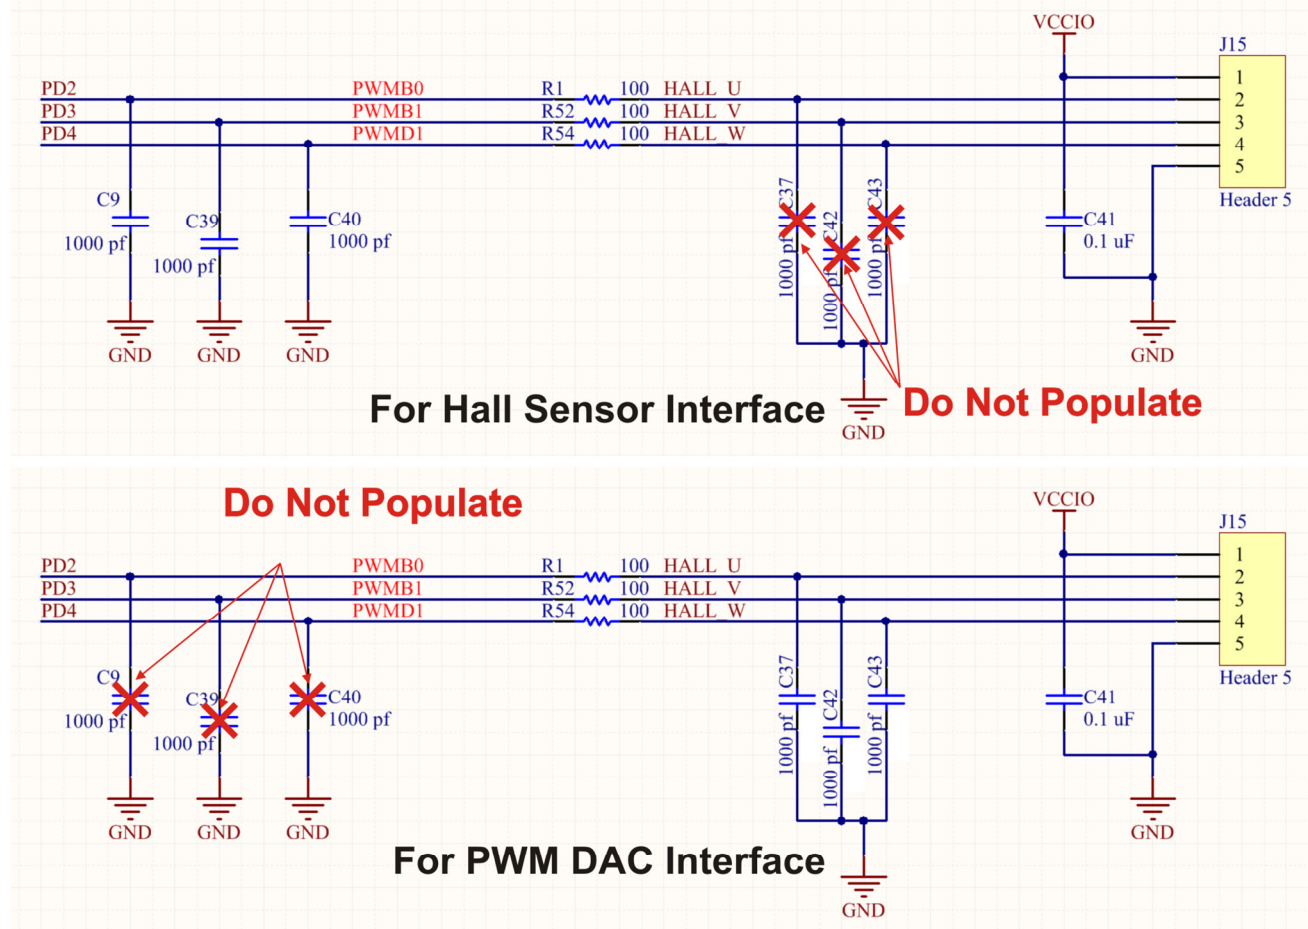 VCCIO
J15
PD2 PWMB0 R1 100 HALL_U 1
PD3 PWMB1 R52 100 HALL_V 2
PD4 PWMD1 R54 100 HALL_W 3
4
5
Header 5
C9
1000 pf
C39
1000 pf
C40
1000 pf
C37
1000 pf
C42
1000 pf
C43
1000 pf
C41
0.1 uF
GND GND GND GND
For Hall Sensor Interface
Do Not Populate
GND
Do Not Populate
VCCIO
J15
PD2 PWMB0 R1 100 HALL_U 1
PD3 PWMB1 R52 100 HALL_V 2
PD4 PWMD1 R54 100 HALL_W 3
4
5
Header 5
C9
1000 pf
C39
1000 pf
C40
1000 pf
C37
1000 pf
C42
1000 pf
C43
1000 pf
C41
0.1 uF
GND GND GND GND
For PWM DAC Interface
GND